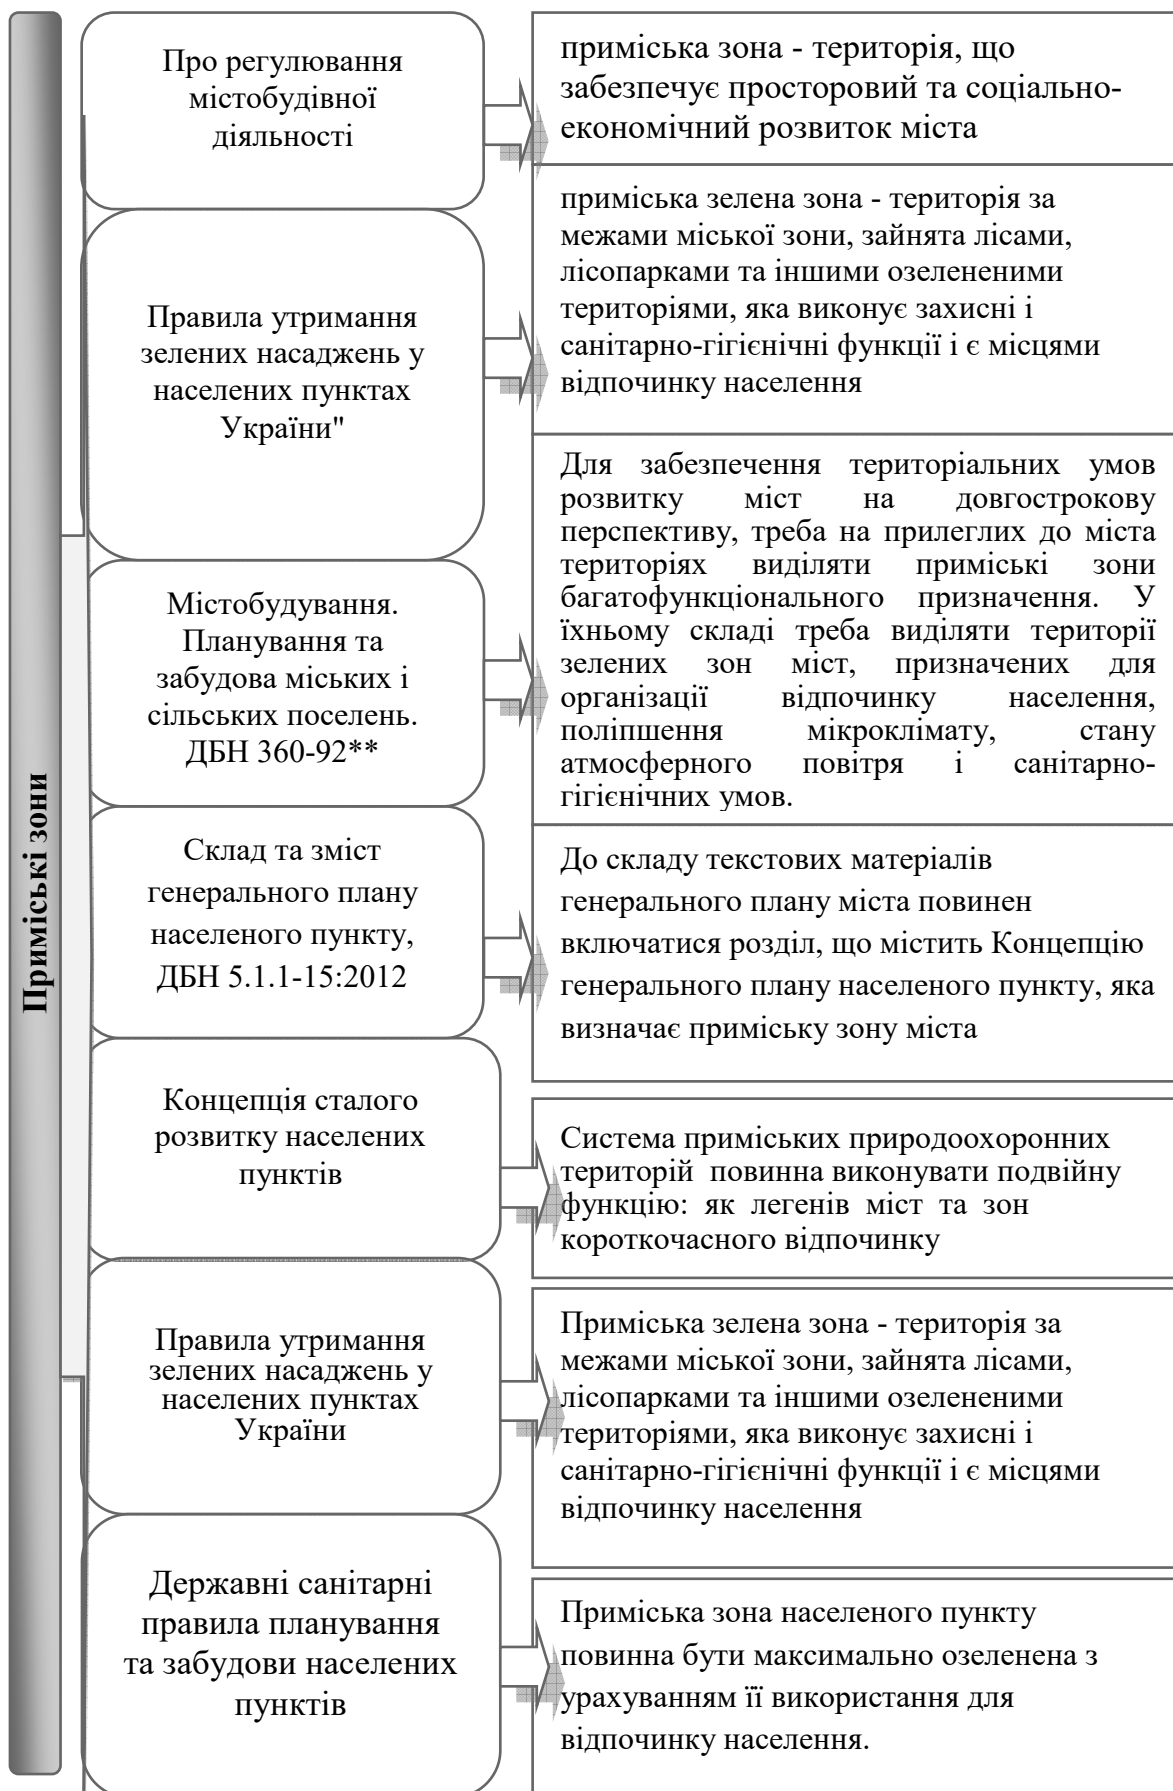 Приміські зони
Про регулювання
містобудівної
діяльності
приміська зона - територія, що
забезпечує просторовий та соціально-
економічний розвиток міста
Правила утримання
зелених насаджень у
населених пунктах
України"
приміська зелена зона - територія за
межами міської зони, зайнята лісами,
лісопарками та іншими озелененими
територіями, яка виконує захисні і
санітарно-гігієнічні функції і є місцями
відпочинку населення
Містобудування.
Планування та
забудова міських і
сільських поселень.
ДБН 360-92**
Для забезпечення територіальних умов
розвитку міст на довгострокову
перспективу, треба на прилеглих до міста
територіях виділяти приміські зони
багатофункціонального призначення. У
їхньому складі треба виділяти території
зелених зон міст, призначених для
організації відпочинку населення,
поліпшення мікроклімату, стану
атмосферного повітря і санітарно-
гігієнічних умов.
Склад та зміст
генерального плану
населеного пункту,
ДБН 5.1.1-15:2012
До складу текстових матеріалів
генерального плану міста повинен
включатися розділ, що містить Концепцію
генерального плану населеного пункту, яка
визначає приміську зону міста
Концепція сталого
розвитку населених
пунктів
Система приміських природоохоронних
територій повинна виконувати подвійну
функцію: як легенів міст та зон
короткочасного відпочинку
Правила утримання
зелених насаджень у
населених пунктах
України
Приміська зелена зона - територія за
межами міської зони, зайнята лісами,
лісопарками та іншими озелененими
територіями, яка виконує захисні і
санітарно-гігієнічні функції і є місцями
відпочинку населення
Державні санітарні
правила планування
та забудови населених
пунктів
Приміська зона населеного пункту
повинна бути максимально озеленена з
урахуванням її використання для
відпочинку населення.